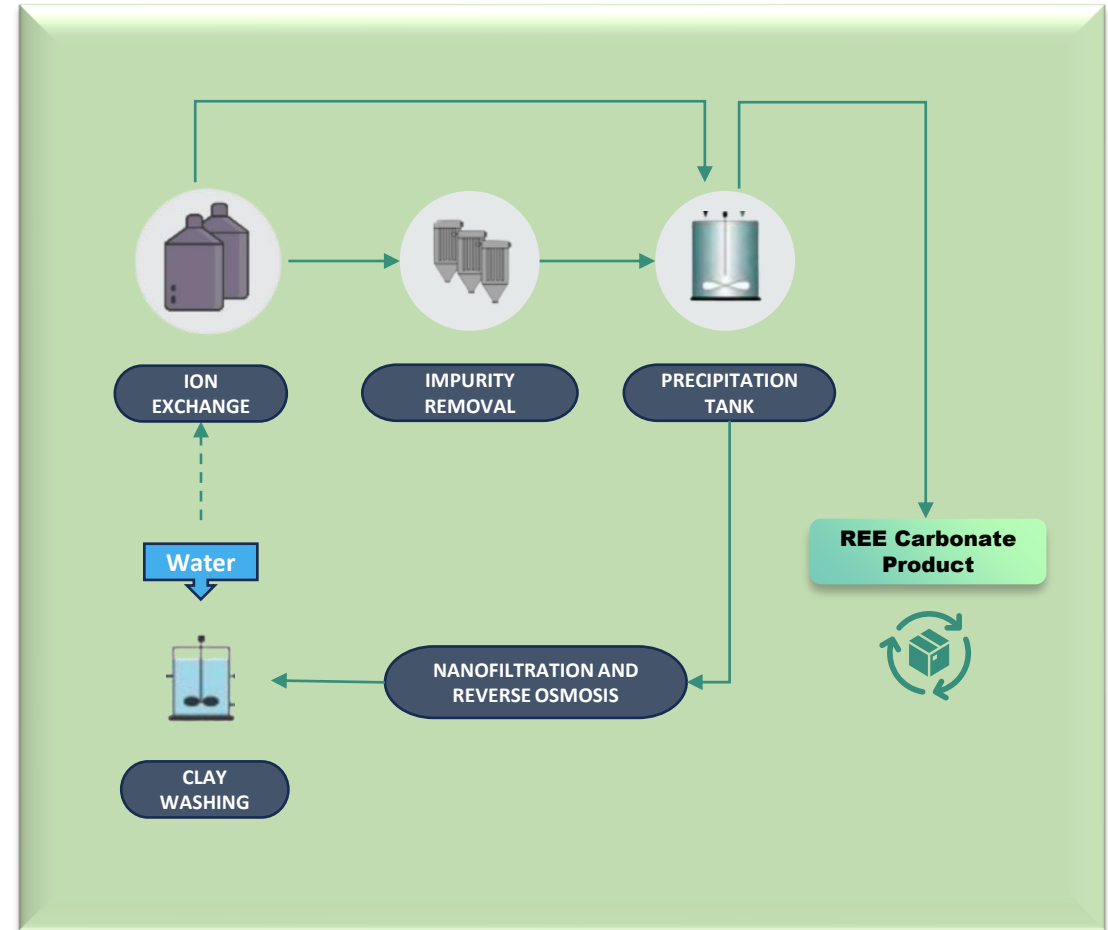 ION
EXCHANGE
IMPURITY
REMOVAL
PRECIPITATION
TANK
Water
REE Carbonate
Product
NANOFILTRATION AND
REVERSE OSMOSIS
CLAY
WASHING